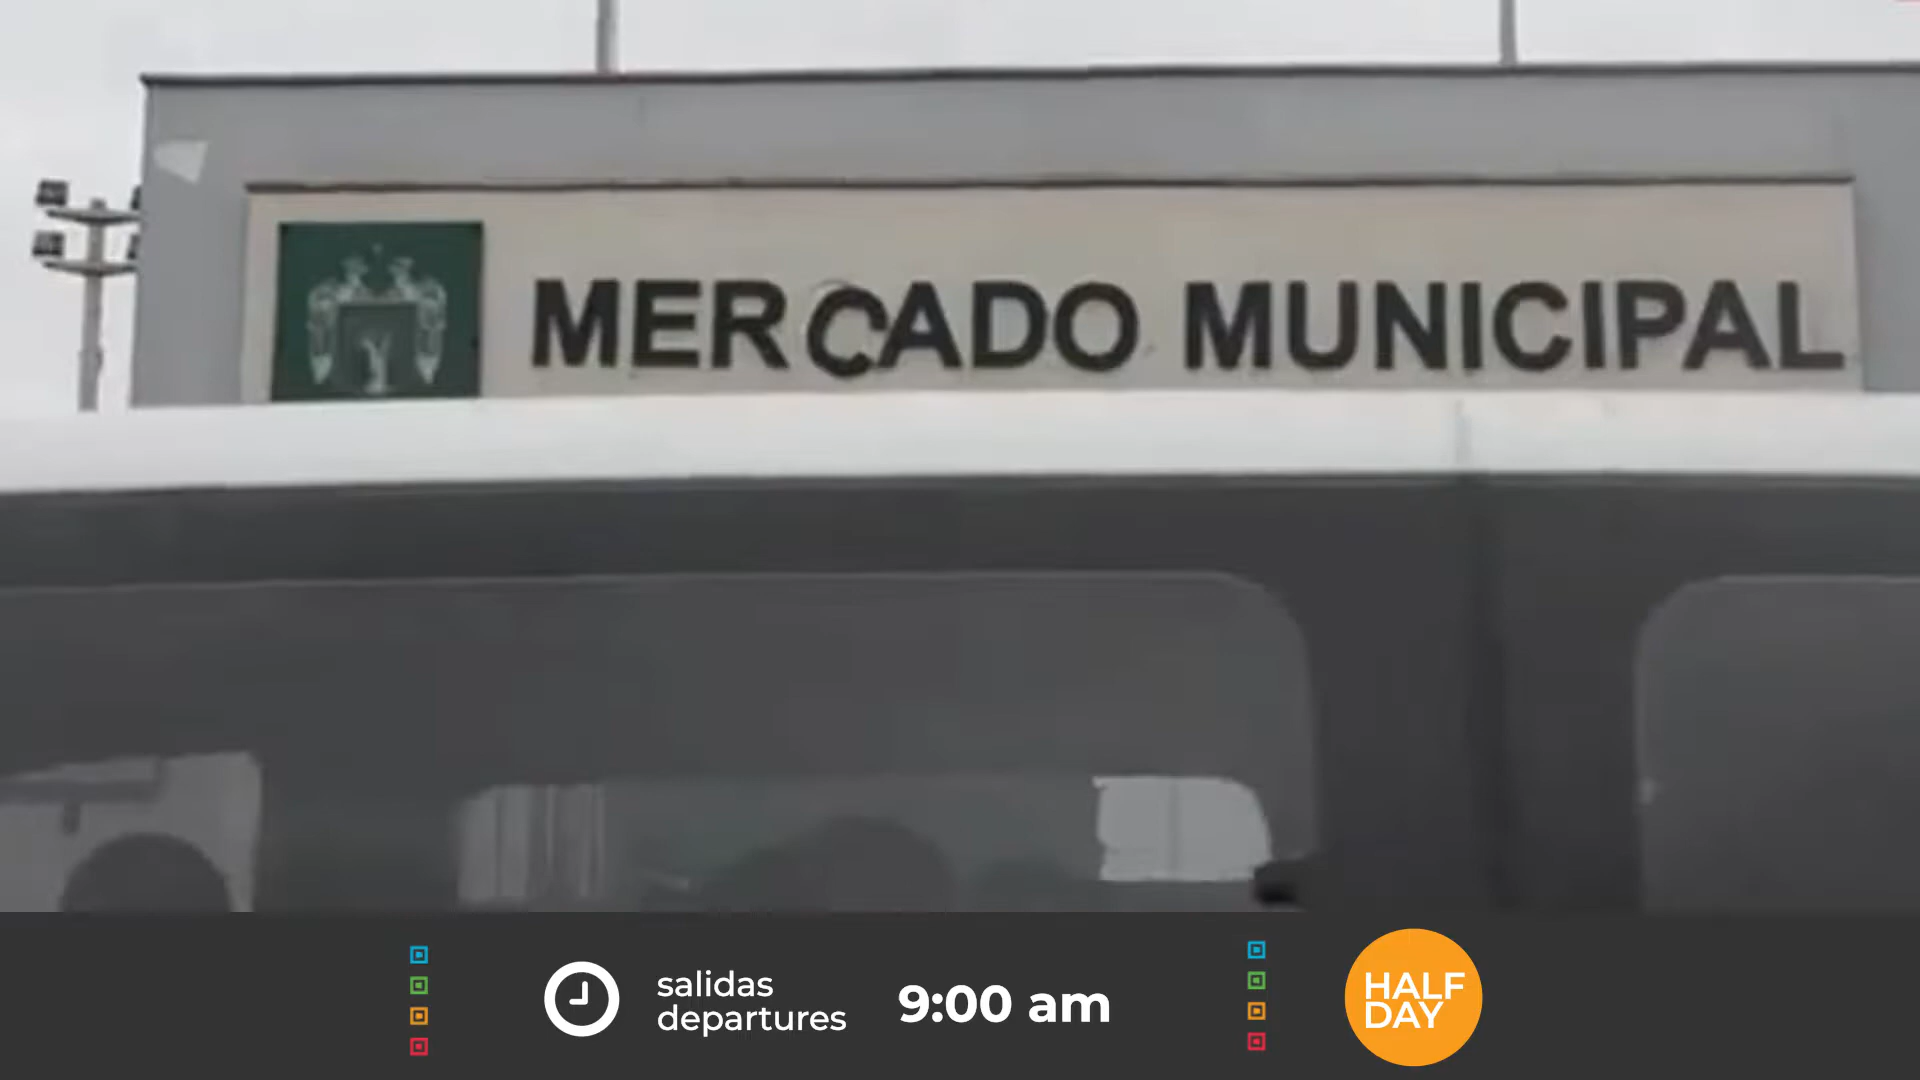 MERCADO MUNICIPAL
salidas
departures
9:00 am
HALF
DAY